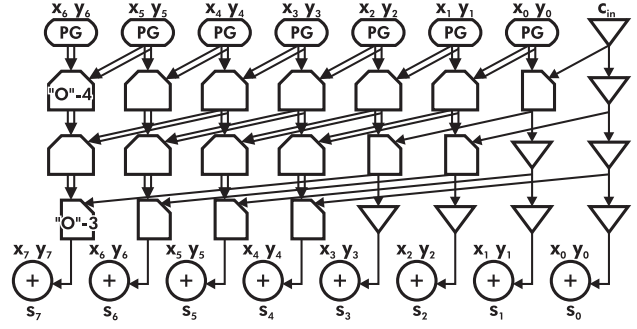 x₆ y₆ x₅ y₅ x₄ y₄ x₃ y₃ x₂ y₂ x₁ y₁ x₀ y₀ cᵢₙ
PG PG PG PG PG PG PG
"O"-4
"O"-3
x₇ y₇ x₆ y₆ x₅ y₅ x₄ y₄ x₃ y₃ x₂ y₂ x₁ y₁ x₀ y₀
+ + + + + + + +
s₇ s₆ s₅ s₄ s₃ s₂ s₁ s₀